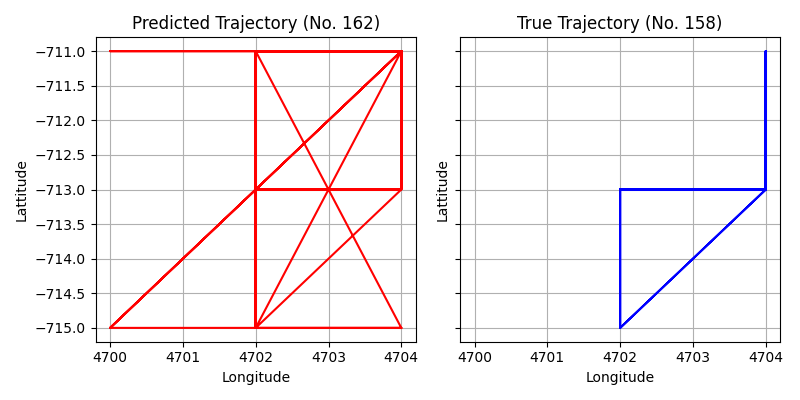 Predicted Trajectory (No. 162)
True Trajectory (No. 158)
−711.0
−711.5
−712.0
−712.5
−713.0
−713.5
−714.0
−714.5
−715.0
Lattitude
Lattitude
4700 4701 4702 4703 4704
4700 4701 4702 4703 4704
Longitude
Longitude